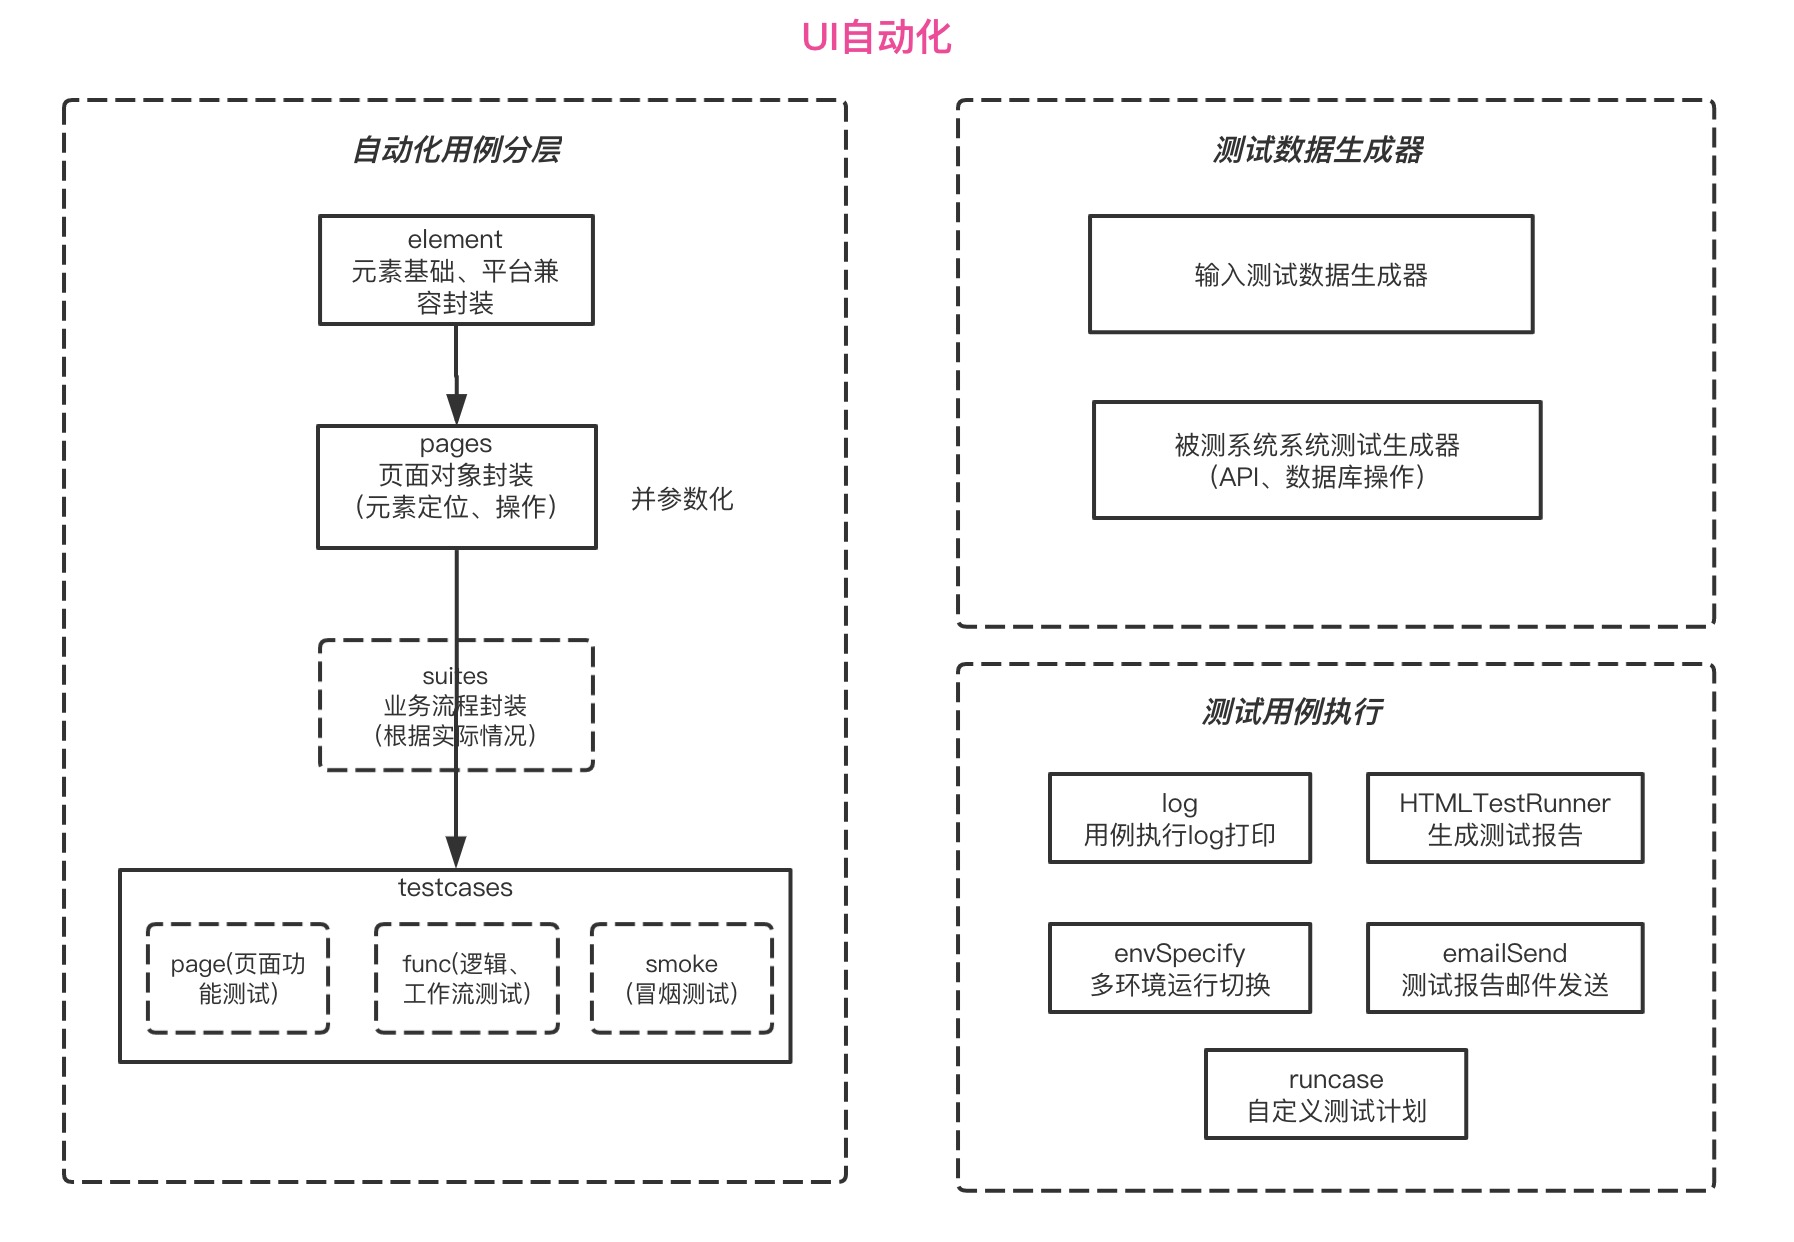 UI自动化
自动化用例分层
element
元素基础、平台兼
容封装
pages
页面对象封装
（元素定位、操作）
并参数化
suites
业务流程封装
（根据实际情况）
testcases
page(页面功
能测试)
func(逻辑、
工作流测试)
smoke
（冒烟测试）
测试数据生成器
输入测试数据生成器
被测系统系统测试生成器
（API、数据库操作）
测试用例执行
log
用例执行log打印
HTMLTestRunner
生成测试报告
envSpecify
多环境运行切换
emailSend
测试报告邮件发送
runcase
自定义测试计划